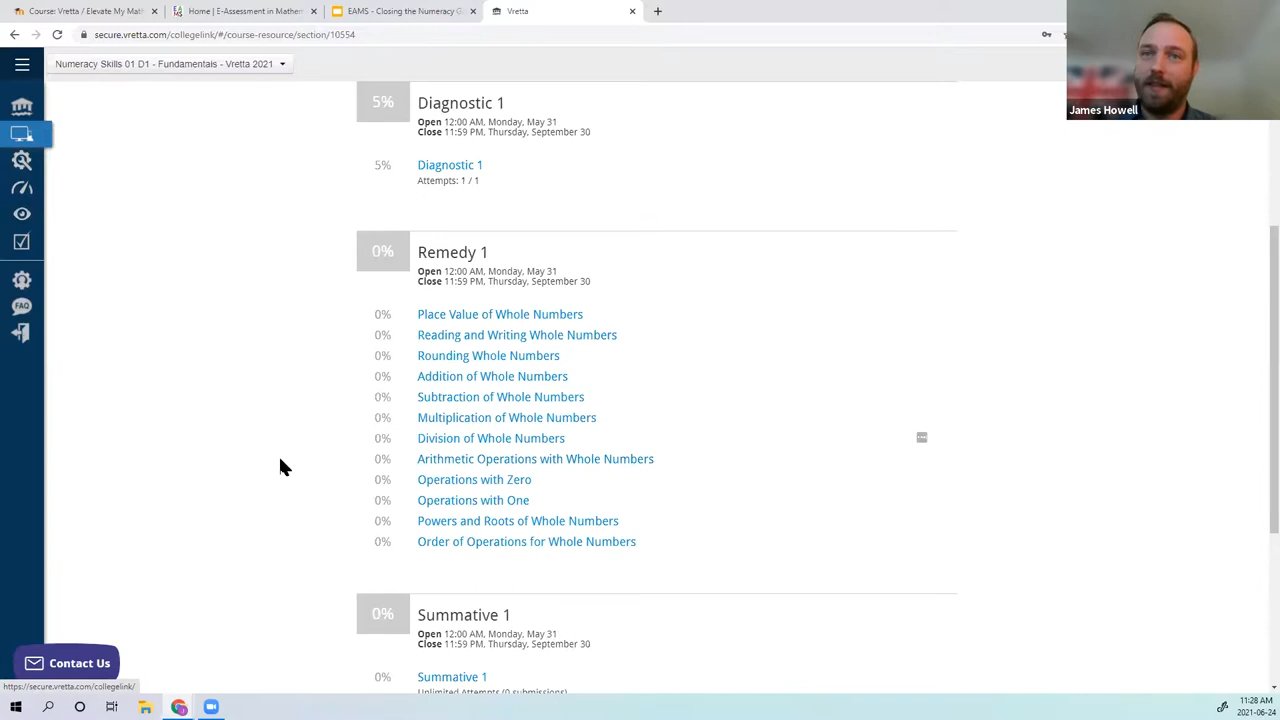 Course: Vretta / Elevate My Mat
Home | E-Assessment in Mathem
EAMS - Closing the Numeracy G
Vretta
secure.vretta.com/collegelink/#/course-resource/section/10554
Numeracy Skills 01 D1 - Fundamentals - Vretta 2021
James Howell
5% Diagnostic 1
Open 12:00 AM, Monday, May 31
Close 11:59 PM, Thursday, September 30
5% Diagnostic 1
Attempts: 1 / 1
0% Remedy 1
Open 12:00 AM, Monday, May 31
Close 11:59 PM, Thursday, September 30
0% Place Value of Whole Numbers
0% Reading and Writing Whole Numbers
0% Rounding Whole Numbers
0% Addition of Whole Numbers
0% Subtraction of Whole Numbers
0% Multiplication of Whole Numbers
0% Division of Whole Numbers
0% Arithmetic Operations with Whole Numbers
0% Operations with Zero
0% Operations with One
0% Powers and Roots of Whole Numbers
0% Order of Operations for Whole Numbers
FAQ
0% Summative 1
Open 12:00 AM, Monday, May 31
Close 11:59 PM, Thursday, September 30
0% Summative 1
Unlimited Attempts (0 submissions)
Contact Us
https://secure.vretta.com/collegelink/
11:28 AM
2021-06-24